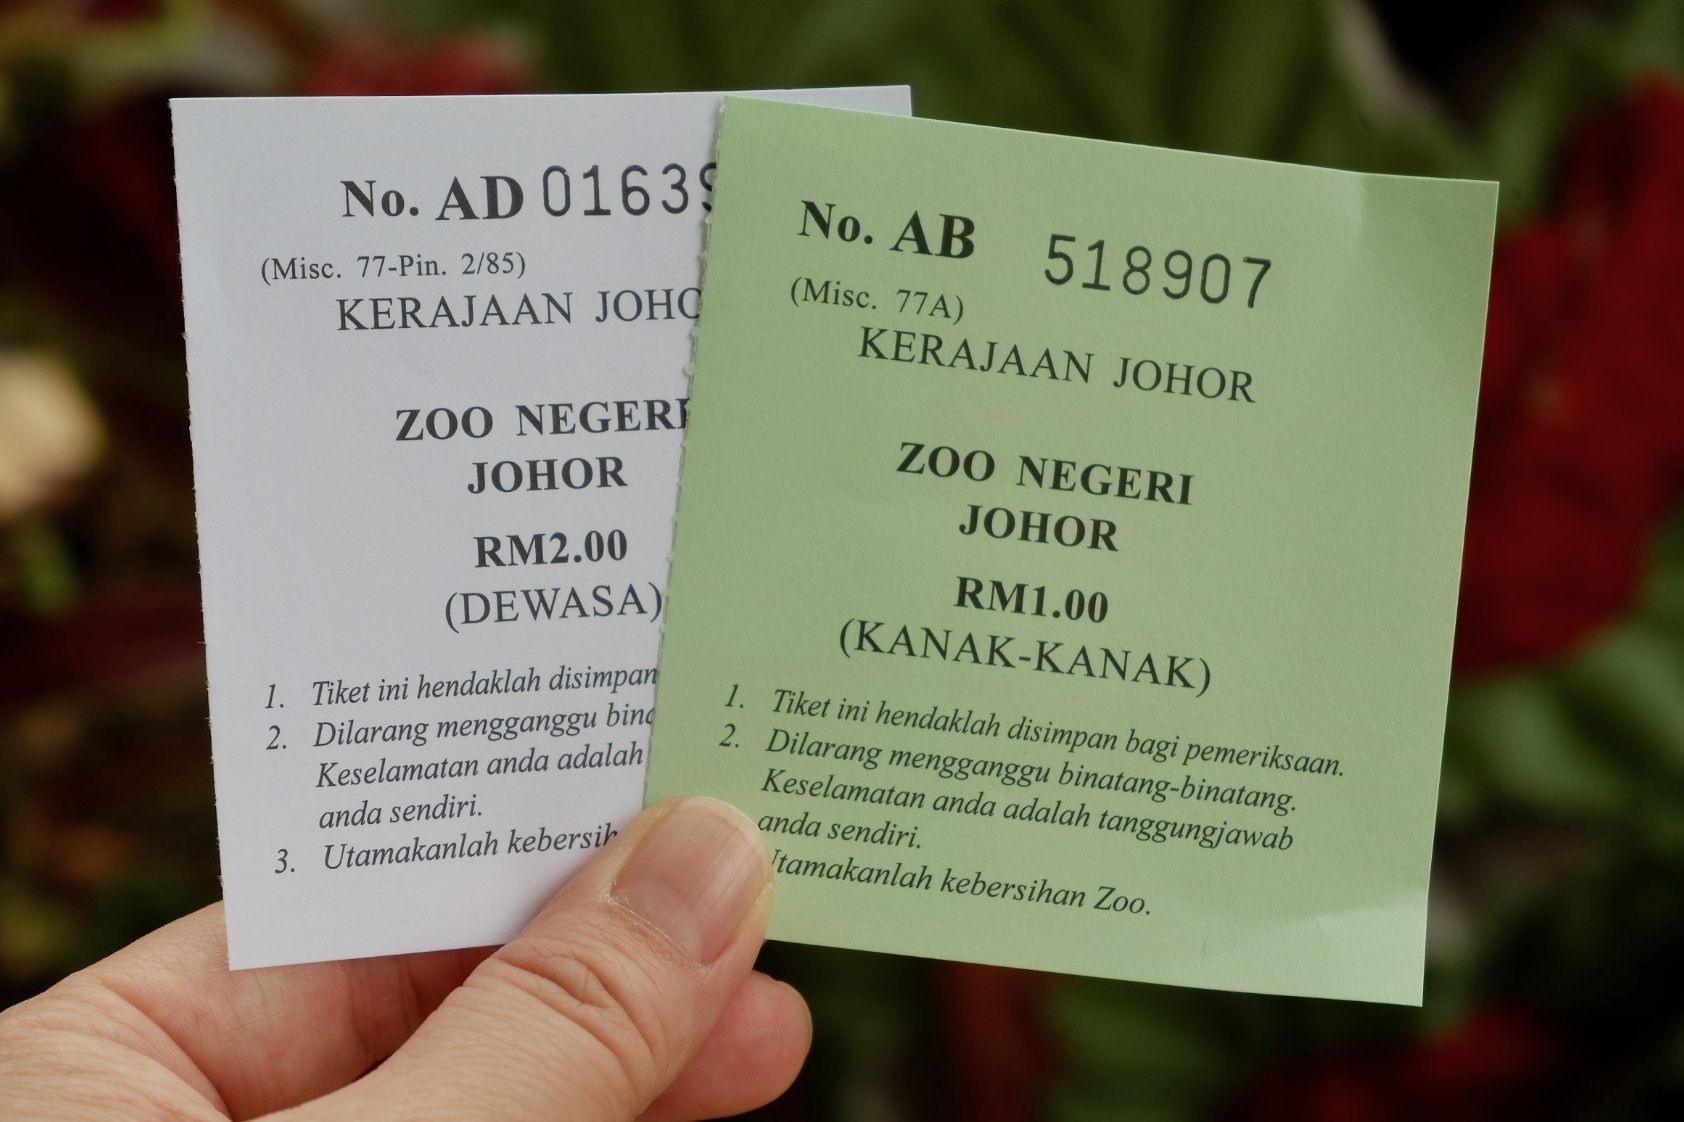 No. AD 01639
(Misc. 77-Pin. 2/85)
KERAJAAN JOHO
ZOO NEGERI
JOHOR
RM2.00
(DEWASA)
1. Tiket ini hendaklah disimpan
2. Dilarang mengganggu bina
Keselamatan anda adalah
anda sendiri.
3. Utamakanlah kebersih
No. AB 518907
(Misc. 77A)
KERAJAAN JOHOR
ZOO NEGERI
JOHOR
RM1.00
(KANAK-KANAK)
1. Tiket ini hendaklah disimpan bagi pemeriksaan.
2. Dilarang mengganggu binatang-binatang.
Keselamatan anda adalah tanggungjawab
anda sendiri.
Utamakanlah kebersihan Zoo.